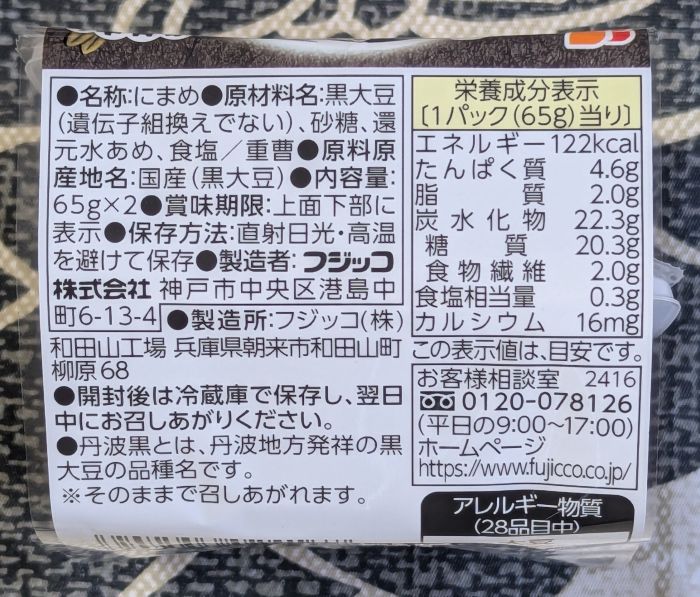 ●名称:にまめ●原材料名:黒大豆
(遺伝子組換えでない)、砂糖、還
元水あめ、食塩／重曹●原料原
産地名:国産(黒大豆)●内容量:
65g×2●賞味期限:上面下部に
表示●保存方法:直射日光・高温
を避けて保存●製造者:フジッコ
株式会社 神戸市中央区港島中
町6-13-4
●製造所:フジッコ(株)
和田山工場 兵庫県朝来市和田山町
柳原68
●開封後は冷蔵庫で保存し、翌日
中にお召しあがりください。
●丹波黒とは、丹波地方発祥の黒
大豆の品種名です。
※そのままで召しあがれます。
栄養成分表示
〔1パック(65g)当り〕
エネルギー 122kcal
たんぱく質 4.6g
脂質 2.0g
炭水化物 22.3g
糖質 20.3g
食物繊維 2.0g
食塩相当量 0.3g
カルシウム 16mg
この表示値は、目安です。
お客様相談室 2416
0120-078126
(平日の9:00~17:00)
ホームページ
https://www.fujicco.co.jp/
アレルギー物質
(28品目中)